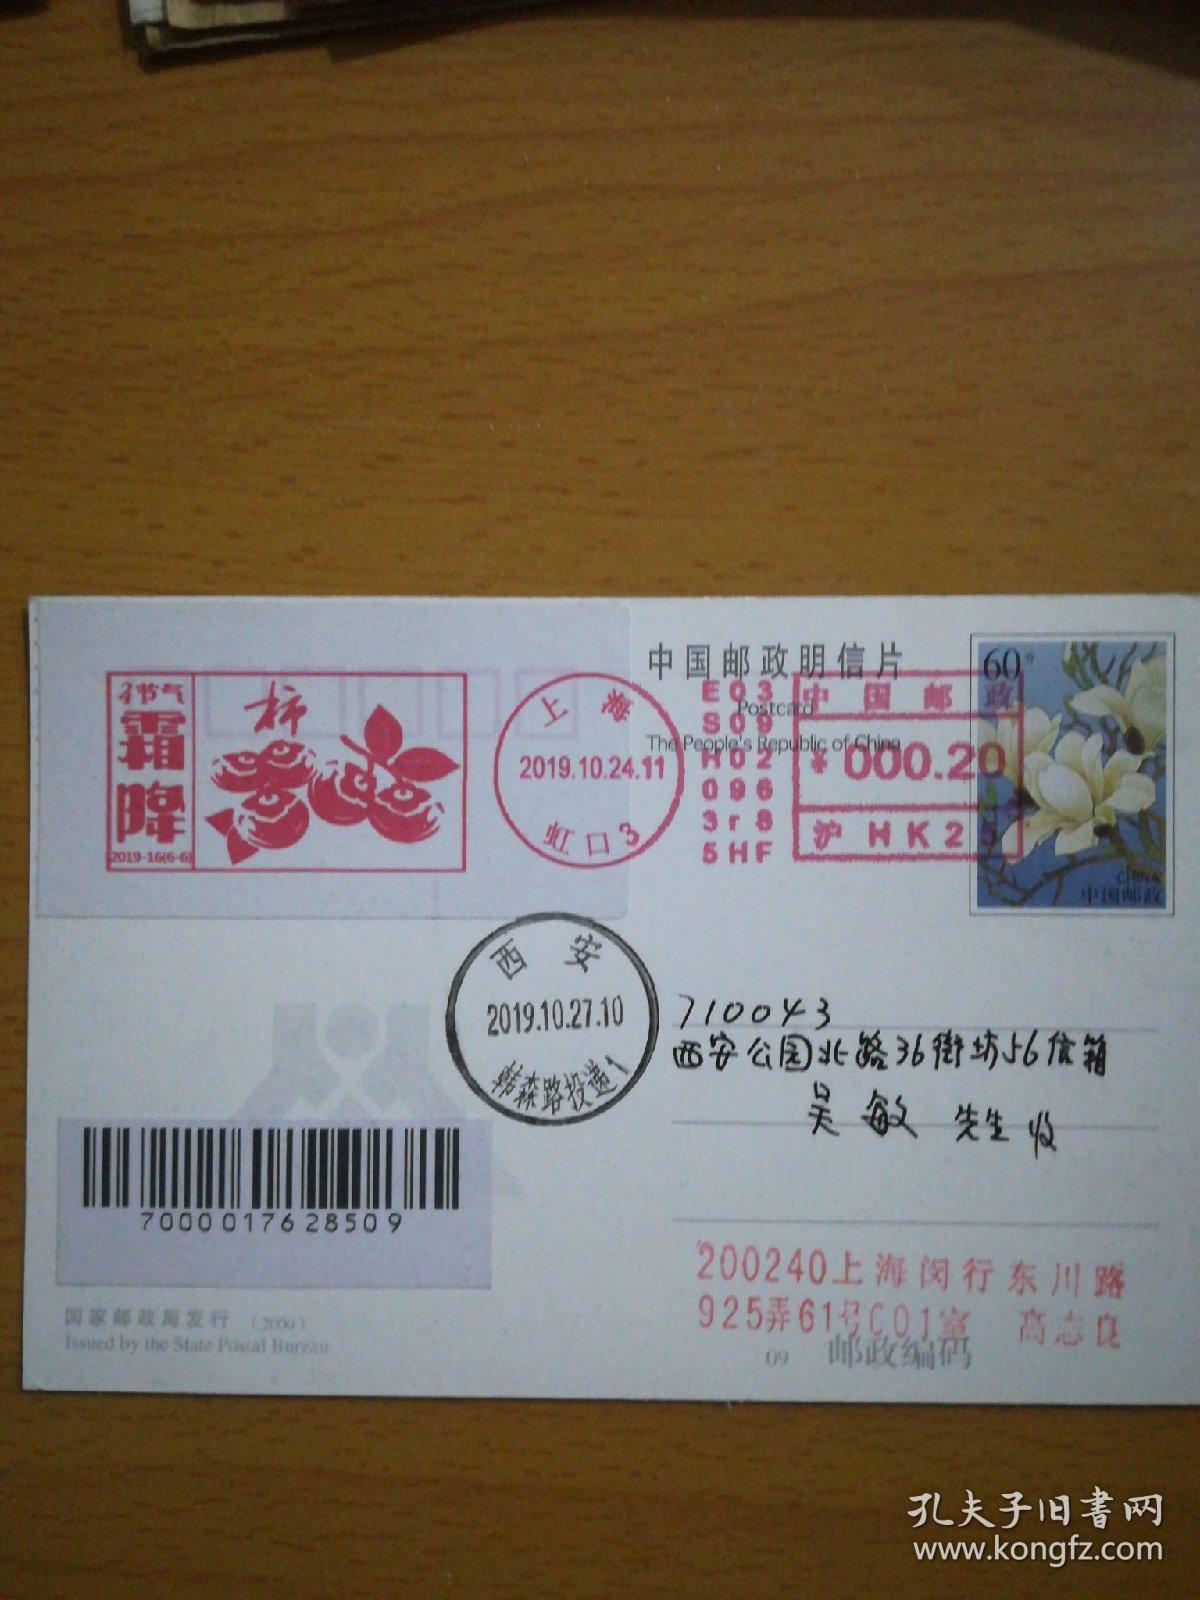 中国邮政明信片
Postcard
The People's Republic of China
60分
CHINA
中国邮政
节气
霜降
2019-16(6-6)
柿
上海
2019.10.24.11
虹口3
E03
S09
H02
096
3r8
5HF
中国邮政
¥000.20
沪HK25
西安
2019.10.27.10
韩森路投递1
710043
西安公园北路36街坊56信箱
吴敏 先生 收
7000017628509
200240上海闵行东川路
925弄61号C01室 高志良
国家邮政局发行 (2000)
Issued by the State Postal Bureau
09 邮政编码
孔夫子旧书网
www.kongfz.com